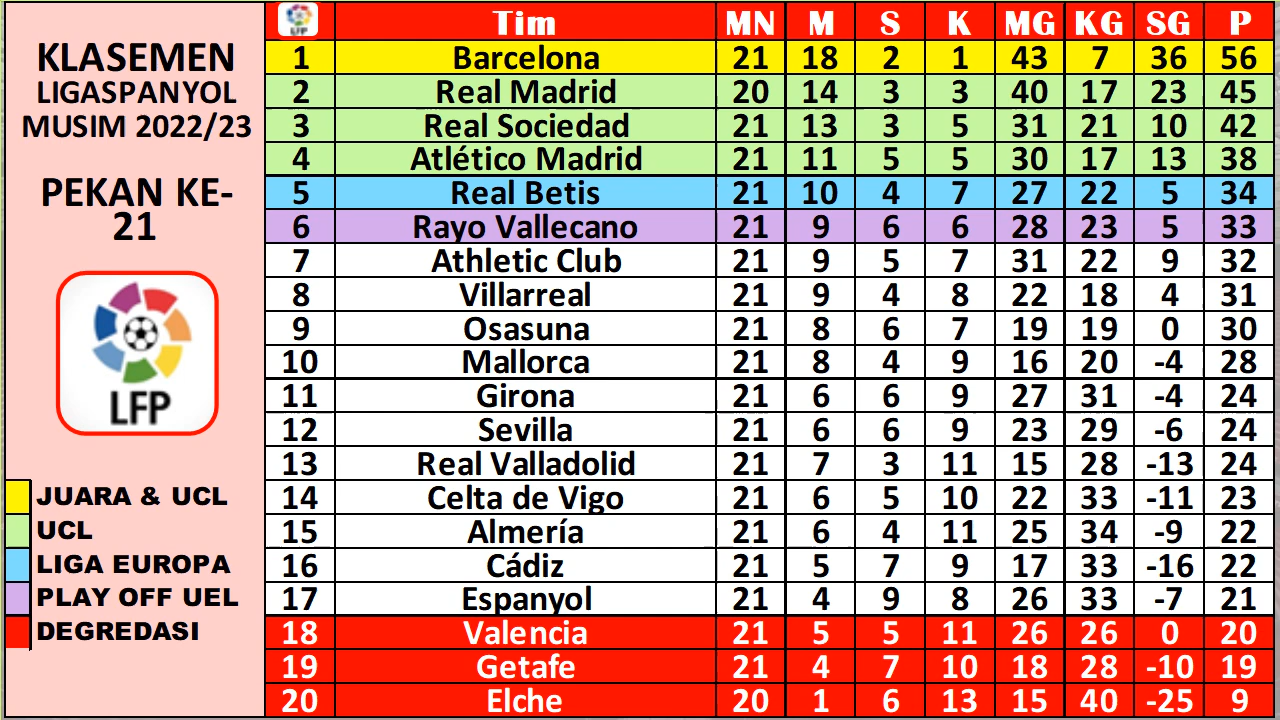 KLASEMEN
LIGASPANYOL
MUSIM 2022/23
PEKAN KE-
21
LFP
JUARA & UCL
UCL
LIGA EUROPA
PLAY OFF UEL
DEGREDASI
LFP Tim MN M S K MG KG SG P
1 Barcelona 21 18 2 1 43 7 36 56
2 Real Madrid 20 14 3 3 40 17 23 45
3 Real Sociedad 21 13 3 5 31 21 10 42
4 Atlético Madrid 21 11 5 5 30 17 13 38
5 Real Betis 21 10 4 7 27 22 5 34
6 Rayo Vallecano 21 9 6 6 28 23 5 33
7 Athletic Club 21 9 5 7 31 22 9 32
8 Villarreal 21 9 4 8 22 18 4 31
9 Osasuna 21 8 6 7 19 19 0 30
10 Mallorca 21 8 4 9 16 20 -4 28
11 Girona 21 6 6 9 27 31 -4 24
12 Sevilla 21 6 6 9 23 29 -6 24
13 Real Valladolid 21 7 3 11 15 28 -13 24
14 Celta de Vigo 21 6 5 10 22 33 -11 23
15 Almería 21 6 4 11 25 34 -9 22
16 Cádiz 21 5 7 9 17 33 -16 22
17 Espanyol 21 4 9 8 26 33 -7 21
18 Valencia 21 5 5 11 26 26 0 20
19 Getafe 21 4 7 10 18 28 -10 19
20 Elche 20 1 6 13 15 40 -25 9